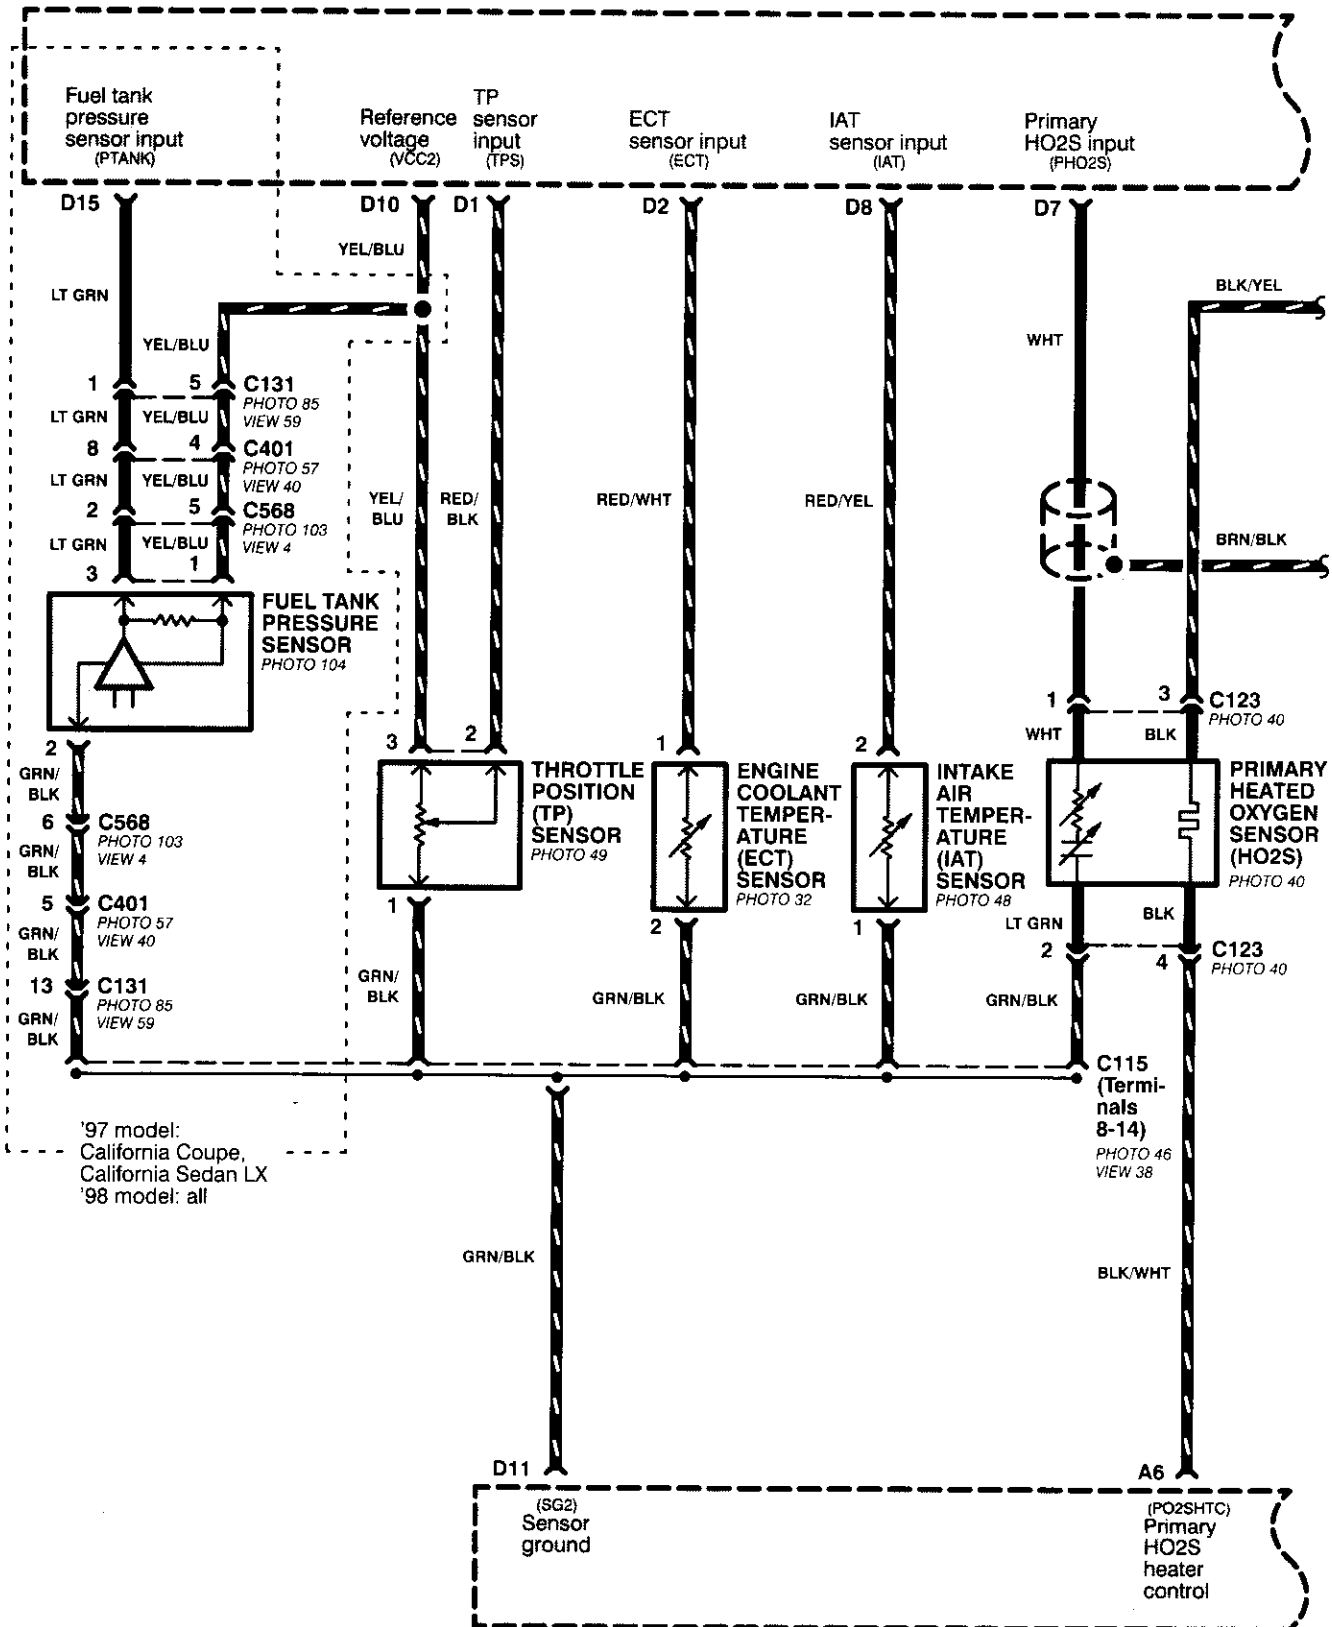 Fuel tank
pressure
sensor input
(PTANK)
Reference
voltage
(VCC2)
TP
sensor
input
(TPS)
ECT
sensor input
(ECT)
IAT
sensor input
(IAT)
Primary
HO2S input
(PHO2S)
D15
D10
D1
D2
D8
D7
YEL/BLU
LT GRN
YEL/BLU
BLK/YEL
WHT
1
5
C131
PHOTO 85
VIEW 59
LT GRN
YEL/BLU
8
4
C401
PHOTO 57
VIEW 40
LT GRN
YEL/BLU
2
5
C568
PHOTO 103
VIEW 4
LT GRN
YEL/BLU
3
1
YEL/
BLU
RED/
BLK
RED/WHT
RED/YEL
BRN/BLK
FUEL TANK
PRESSURE
SENSOR
PHOTO 104
1
3
C123
PHOTO 40
WHT
BLK
2
GRN/
BLK
6
C568
PHOTO 103
VIEW 4
GRN/
BLK
5
C401
PHOTO 57
VIEW 40
GRN/
BLK
13
C131
PHOTO 85
VIEW 59
GRN/
BLK
3
2
THROTTLE
POSITION
(TP)
SENSOR
PHOTO 49
1
GRN/
BLK
1
ENGINE
COOLANT
TEMPER-
ATURE
(ECT)
SENSOR
PHOTO 32
2
GRN/BLK
2
INTAKE
AIR
TEMPER-
ATURE
(IAT)
SENSOR
PHOTO 48
1
GRN/BLK
PRIMARY
HEATED
OXYGEN
SENSOR
(HO2S)
PHOTO 40
LT GRN
BLK
2
4
C123
PHOTO 40
GRN/BLK
C115
(Termi-
nals
8-14)
PHOTO 46
VIEW 38
'97 model:
California Coupe,
California Sedan LX
'98 model: all
GRN/BLK
BLK/WHT
D11
A6
(SG2)
Sensor
ground
(PO2SHTC)
Primary
HO2S
heater
control